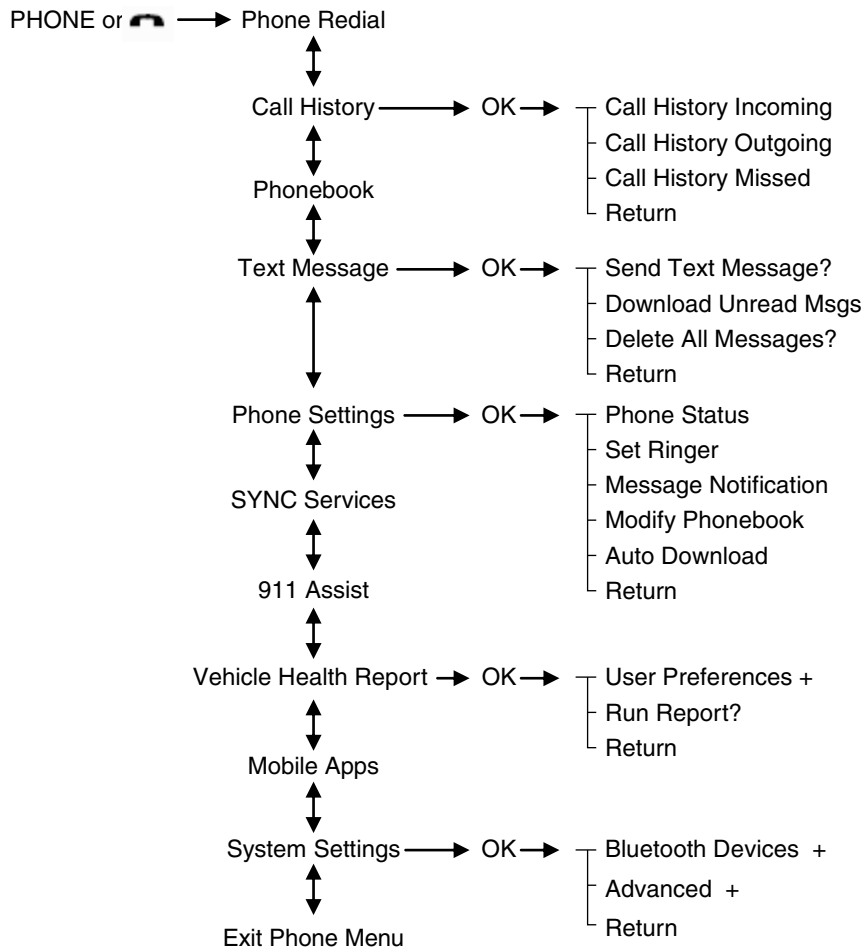 PHONE or → Phone Redial
Call History → OK → Call History Incoming
Call History Outgoing
Call History Missed
Return
Phonebook
Text Message → OK → Send Text Message?
Download Unread Msgs
Delete All Messages?
Return
Phone Settings → OK → Phone Status
Set Ringer
Message Notification
Modify Phonebook
Auto Download
Return
SYNC Services
911 Assist
Vehicle Health Report → OK → User Preferences +
Run Report?
Return
Mobile Apps
System Settings → OK → Bluetooth Devices +
Advanced +
Return
Exit Phone Menu